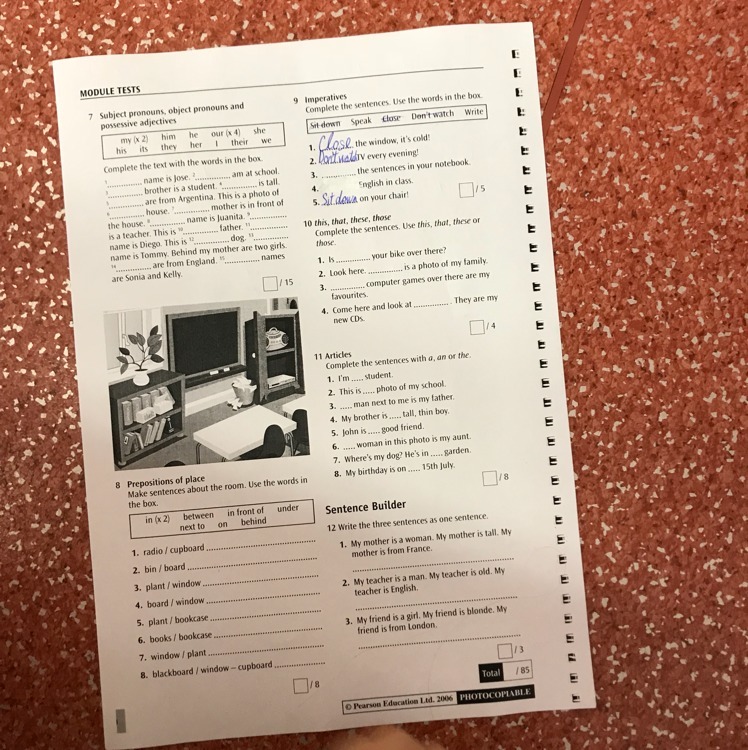 MODULE TESTS
7 Subject pronouns, object pronouns and
possessive adjectives
my (x 2) him he our (x 4) she
his its they her I their we
Complete the text with the words in the box.
1 .............. name is Jose. 2 .............. am at school.
3 .............. brother is a student. 4 .............. is tall.
5 .............. are from Argentina. This is a photo of
6 .............. house. 7 .............. mother is in front of
the house. 8 .............. name is Juanita. 9 ..............
is a teacher. This is 10 .............. father. 11 ..............
name is Diego. This is 12 .............. dog. 13 ..............
name is Tommy. Behind my mother are two girls.
14 .............. are from England. 15 .............. names
are Sonia and Kelly.
/ 15
8 Prepositions of place
Make sentences about the room. Use the words in
the box.
in (x 2) between in front of under
next to on behind
1. radio / cupboard ..............
2. bin / board ..............
3. plant / window ..............
4. board / window ..............
5. plant / bookcase ..............
6. books / bookcase ..............
7. window / plant ..............
8. blackboard / window – cupboard ..............
/ 8
9 Imperatives
Complete the sentences. Use the words in the box.
Sit down Speak Close Don't watch Write
1. Close the window, it's cold!
2. Don't watch TV every evening!
3. .............. the sentences in your notebook.
4. English in class.
5. Sit down on your chair!
/ 5
10 this, that, these, those
Complete the sentences. Use this, that, these or
those.
1. Is .............. your bike over there?
2. Look here. .............. is a photo of my family.
3. .............. computer games over there are my
favourites.
4. Come here and look at .............. . They are my
new CDs.
/ 4
11 Articles
Complete the sentences with a, an or the.
1. I'm ..... student.
2. This is ..... photo of my school.
3. ..... man next to me is my father.
4. My brother is ..... tall, thin boy.
5. John is ..... good friend.
6. ..... woman in this photo is my aunt.
7. Where's my dog? He's in ..... garden.
8. My birthday is on ..... 15th July.
/ 8
Sentence Builder
12 Write the three sentences as one sentence.
1. My mother is a woman. My mother is tall. My
mother is from France.
2. My teacher is a man. My teacher is old. My
teacher is English.
3. My friend is a girl. My friend is blonde. My
friend is from London.
/ 3
Total / 85
© Pearson Education Ltd. 2006 PHOTOCOPIABLE